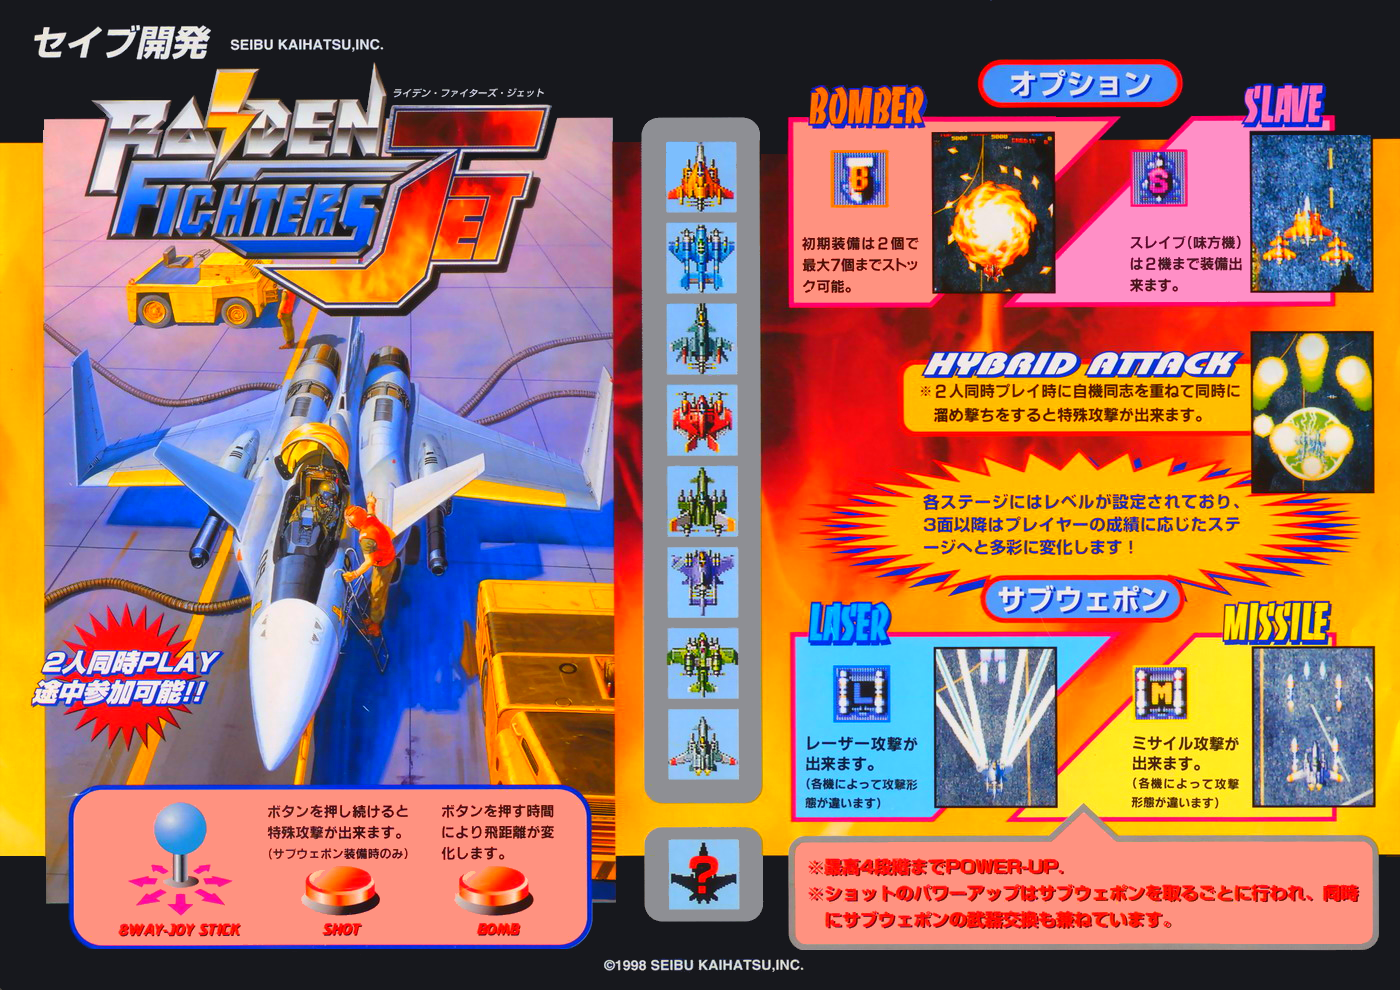 セイブ開発
SEIBU KAIHATSU,INC.
ライデン・ファイターズ・ジェット
RAIDEN
FIGHTERS
JET
2人同時PLAY
途中参加可能!!
ボタンを押し続けると
特殊攻撃が出来ます。
(サブウェポン装備時のみ)
ボタンを押す時間
により飛距離が変
化します。
8WAY-JOY STICK
SHOT
BOMB
?
オプション
BOMBER
B
初期装備は2個で
最大7個までストッ
ク可能。
SLAVE
S
スレイブ(味方機)
は2機まで装備出
来ます。
HYBRID ATTACK
※2人同時プレイ時に自機同志を重ねて同時に
溜め撃ちをすると特殊攻撃が出来ます。
各ステージにはレベルが設定されており、
3面以降はプレイヤーの成績に応じたステ
ージへと多彩に変化します!
サブウェポン
LASER
L
レーザー攻撃が
出来ます。
(各機によって攻撃形
態が違います)
MISSILE
M
ミサイル攻撃が
出来ます。
(各機によって攻撃
形態が違います)
※最高4段階までPOWER-UP.
※ショットのパワーアップはサブウェポンを取るごとに行われ、同時
にサブウェポンの武器交換も兼ねています。
©1998 SEIBU KAIHATSU,INC.